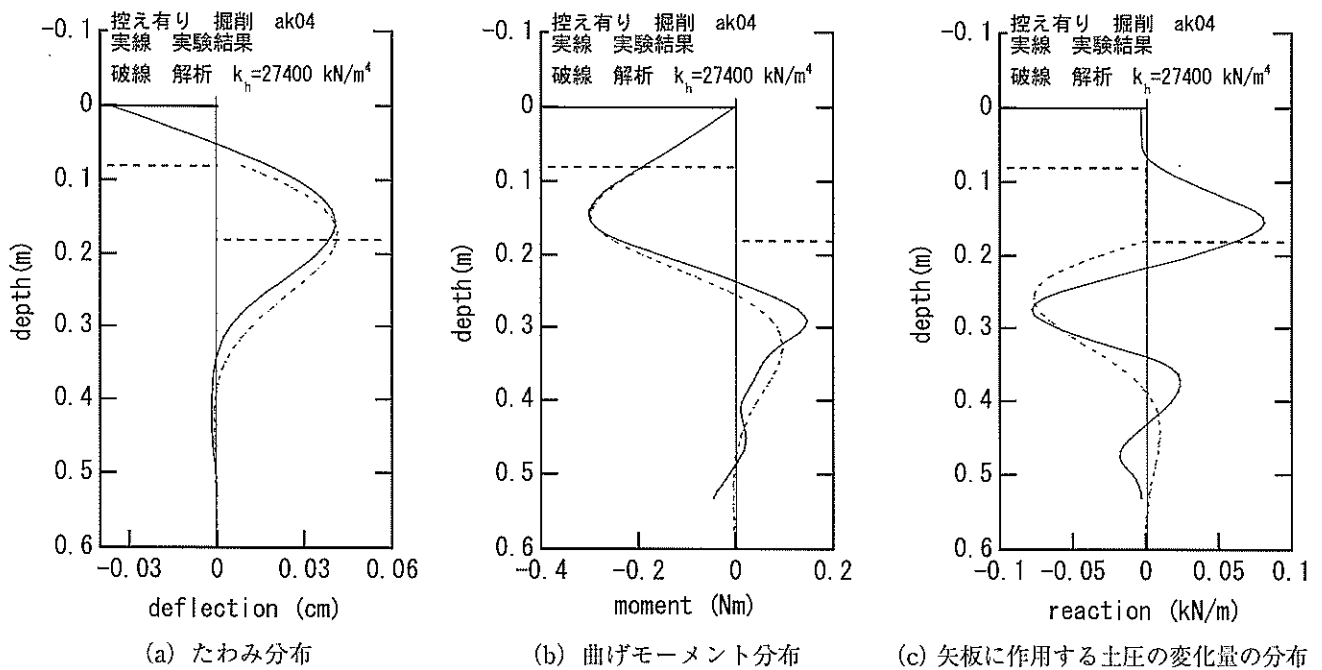 控え有り 掘削 ak04
実線 実験結果
破線 解析 kh=27400 kN/m4
-0.1
0
0.1
0.2
0.3
0.4
0.5
0.6
depth(m)
-0.03 0 0.03 0.06
deflection (cm)
(a) たわみ分布
控え有り 掘削 ak04
実線 実験結果
破線 解析 kh=27400 kN/m4
-0.1
0
0.1
0.2
0.3
0.4
0.5
0.6
depth(m)
-0.4 -0.2 0 0.2
moment (Nm)
(b) 曲げモーメント分布
控え有り 掘削 ak04
実線 実験結果
破線 解析 kh=27400 kN/m4
-0.1
0
0.1
0.2
0.3
0.4
0.5
0.6
depth(m)
-0.1 -0.05 0 0.05 0.1
reaction (kN/m)
(c) 矢板に作用する土圧の変化量の分布